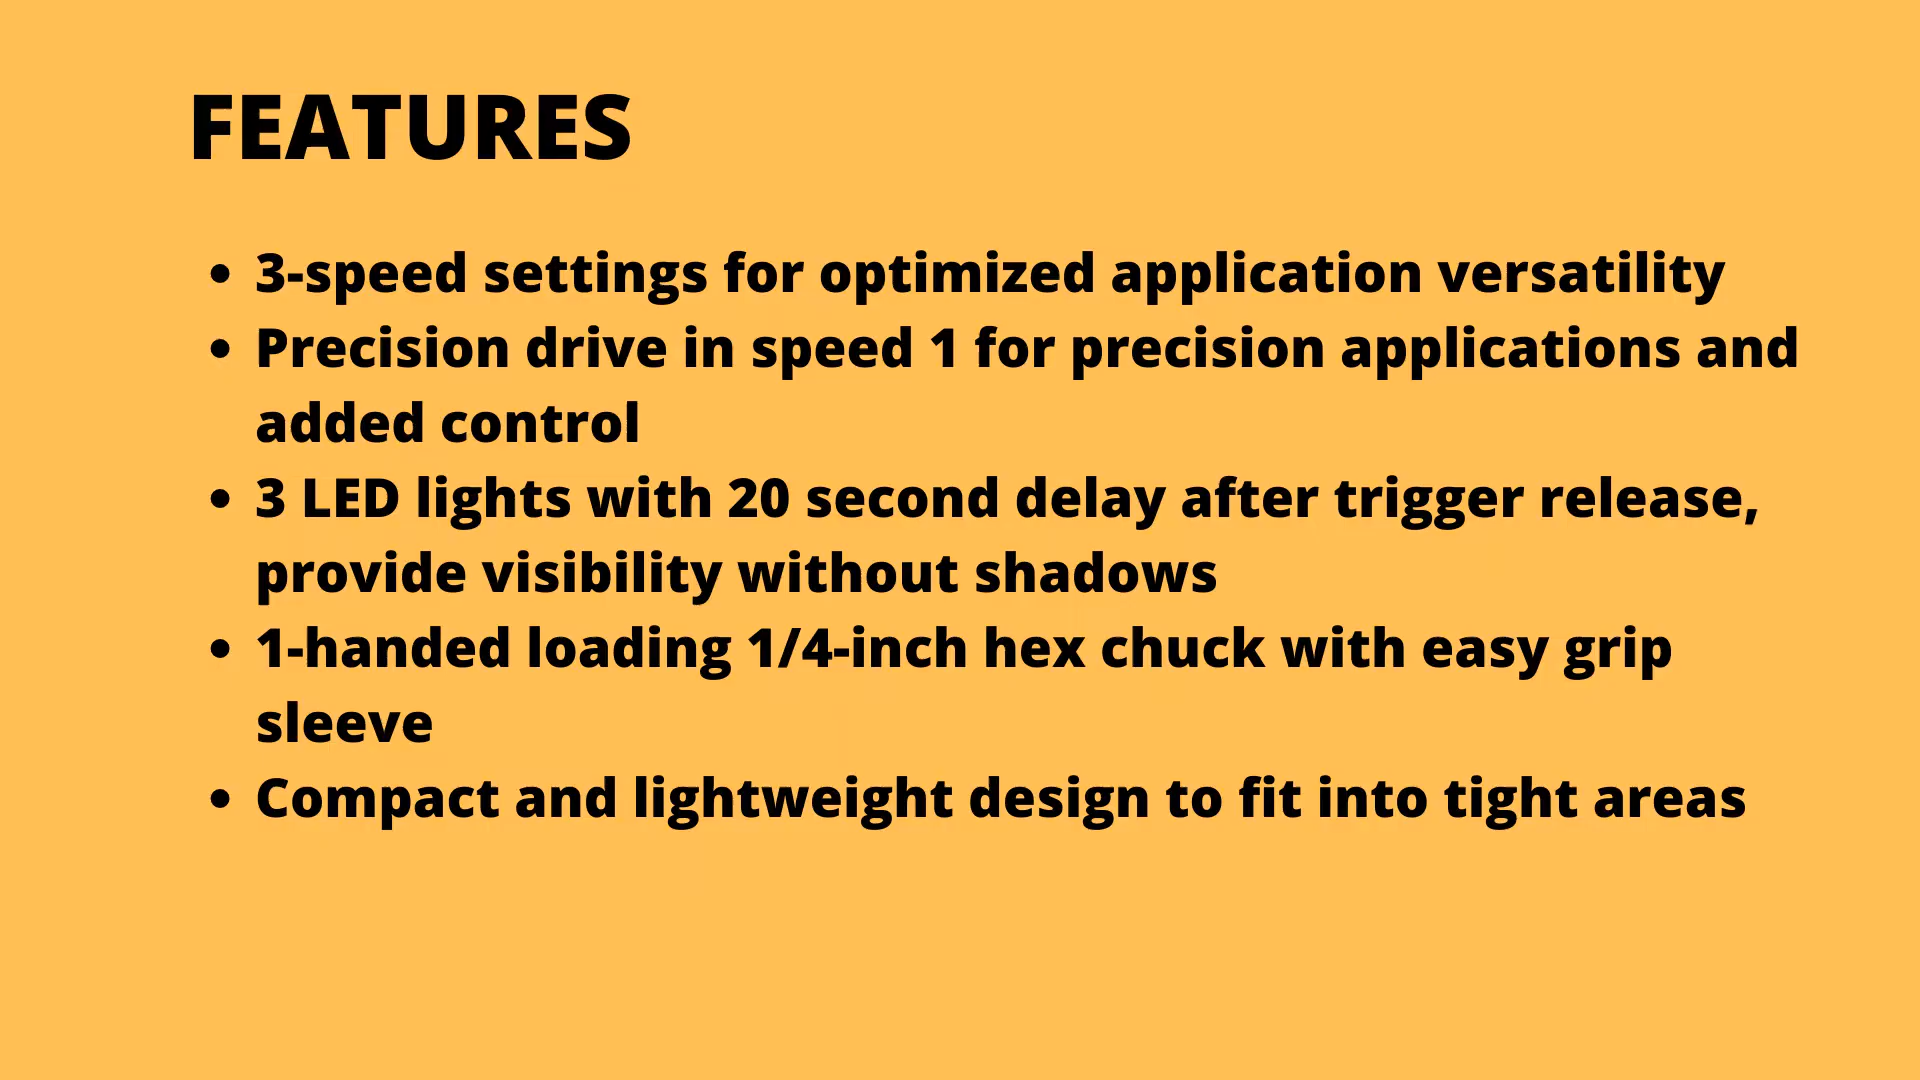 FEATURES
• 3-speed settings for optimized application versatility
• Precision drive in speed 1 for precision applications and
added control
• 3 LED lights with 20 second delay after trigger release,
provide visibility without shadows
• 1-handed loading 1/4-inch hex chuck with easy grip
sleeve
• Compact and lightweight design to fit into tight areas